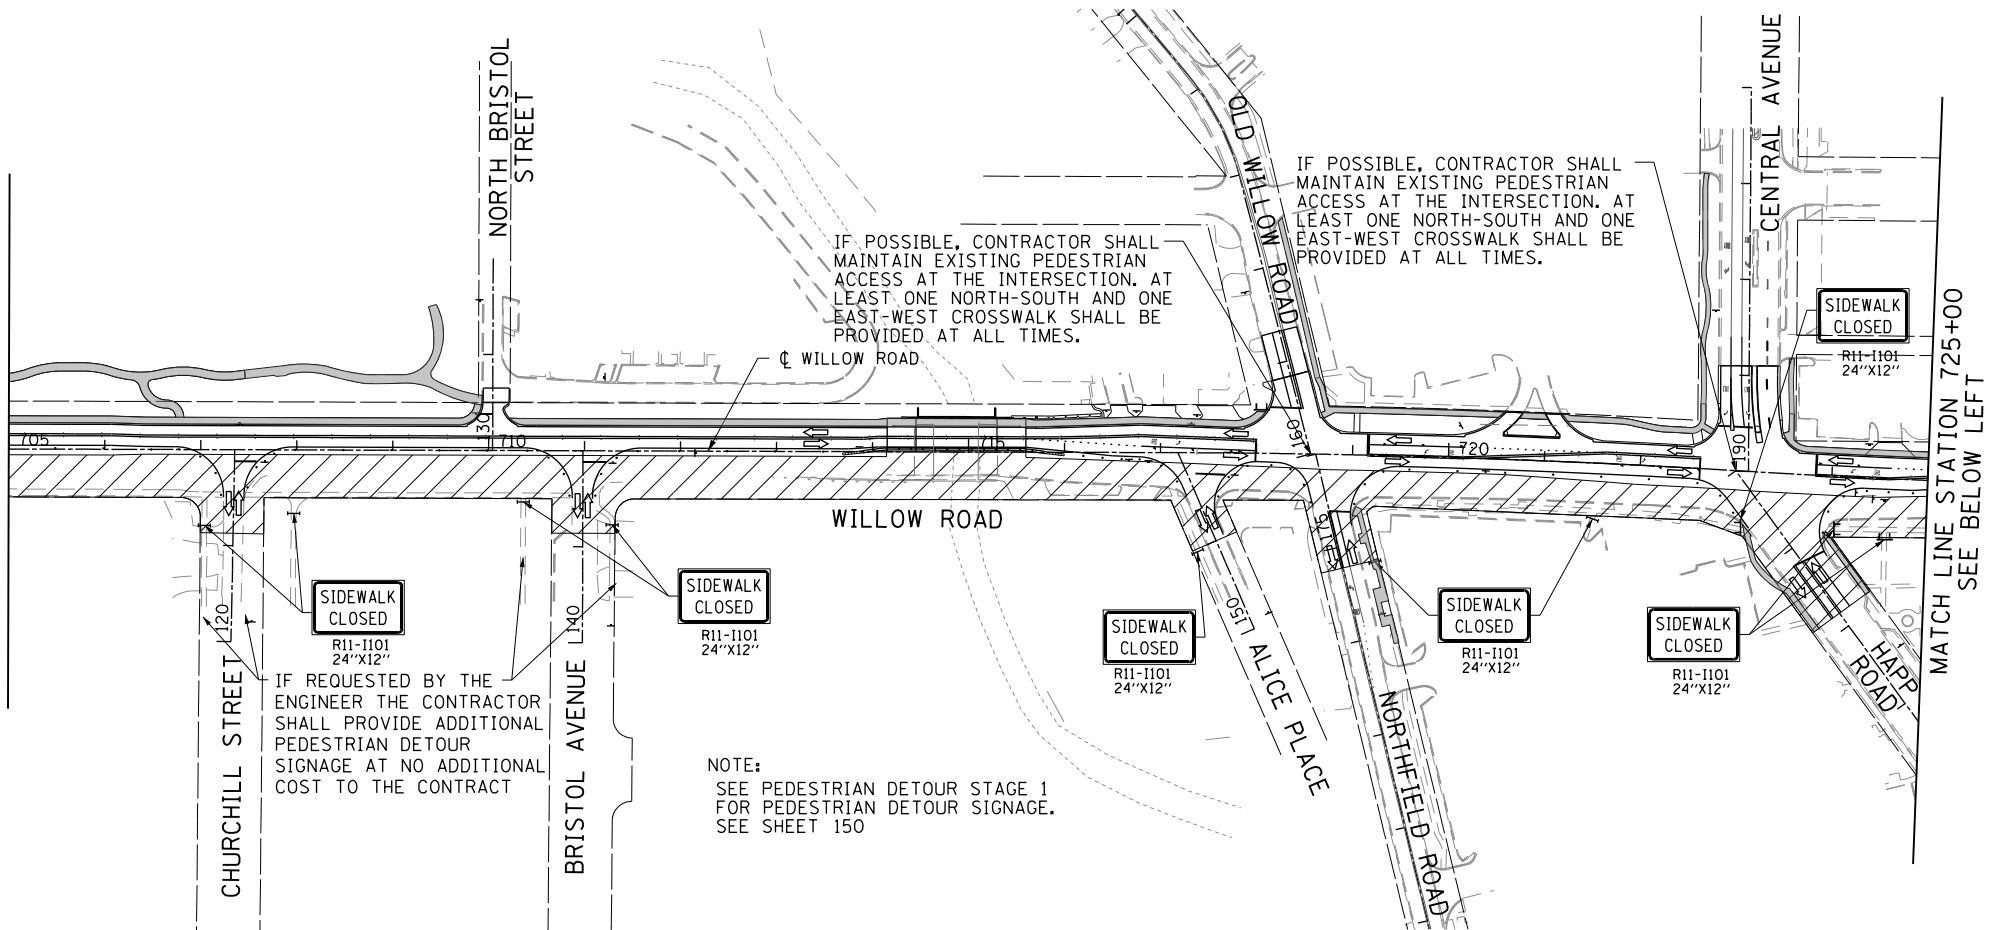 NORTH BRISTOL
STREET
OLD WILLOW ROAD
CENTRAL AVENUE
IF POSSIBLE, CONTRACTOR SHALL
MAINTAIN EXISTING PEDESTRIAN
ACCESS AT THE INTERSECTION. AT
LEAST ONE NORTH-SOUTH AND ONE
EAST-WEST CROSSWALK SHALL BE
PROVIDED AT ALL TIMES.
IF POSSIBLE, CONTRACTOR SHALL
MAINTAIN EXISTING PEDESTRIAN
ACCESS AT THE INTERSECTION. AT
LEAST ONE NORTH-SOUTH AND ONE
EAST-WEST CROSSWALK SHALL BE
PROVIDED AT ALL TIMES.
SIDEWALK
CLOSED
R11-I101
24''X12''
℄ WILLOW ROAD
MATCH LINE STATION 725+00
SEE BELOW LEFT
705
130
710
715
160
720
190
WILLOW ROAD
175
SIDEWALK
CLOSED
R11-I101
24''X12''
SIDEWALK
CLOSED
R11-I101
24''X12''
SIDEWALK
CLOSED
R11-I101
24''X12''
SIDEWALK
CLOSED
R11-I101
24''X12''
SIDEWALK
CLOSED
R11-I101
24''X12''
120
140
150
CHURCHILL STREET
BRISTOL AVENUE
ALICE PLACE
NORTHFIELD ROAD
HAPP
ROAD
IF REQUESTED BY THE
ENGINEER THE CONTRACTOR
SHALL PROVIDE ADDITIONAL
PEDESTRIAN DETOUR
SIGNAGE AT NO ADDITIONAL
COST TO THE CONTRACT
NOTE:
SEE PEDESTRIAN DETOUR STAGE 1
FOR PEDESTRIAN DETOUR SIGNAGE.
SEE SHEET 150